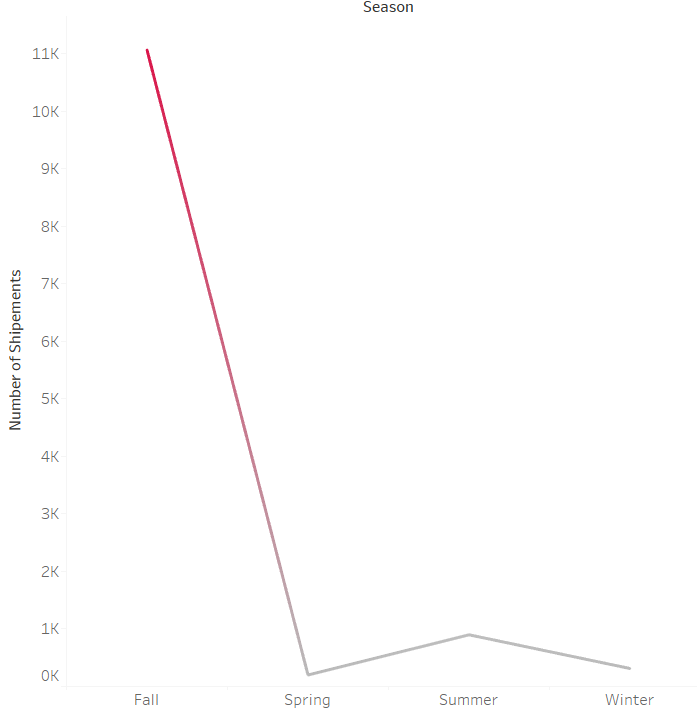 Season
Number of Shipements
11K
10K
9K
8K
7K
6K
5K
4K
3K
2K
1K
0K
Fall Spring Summer Winter